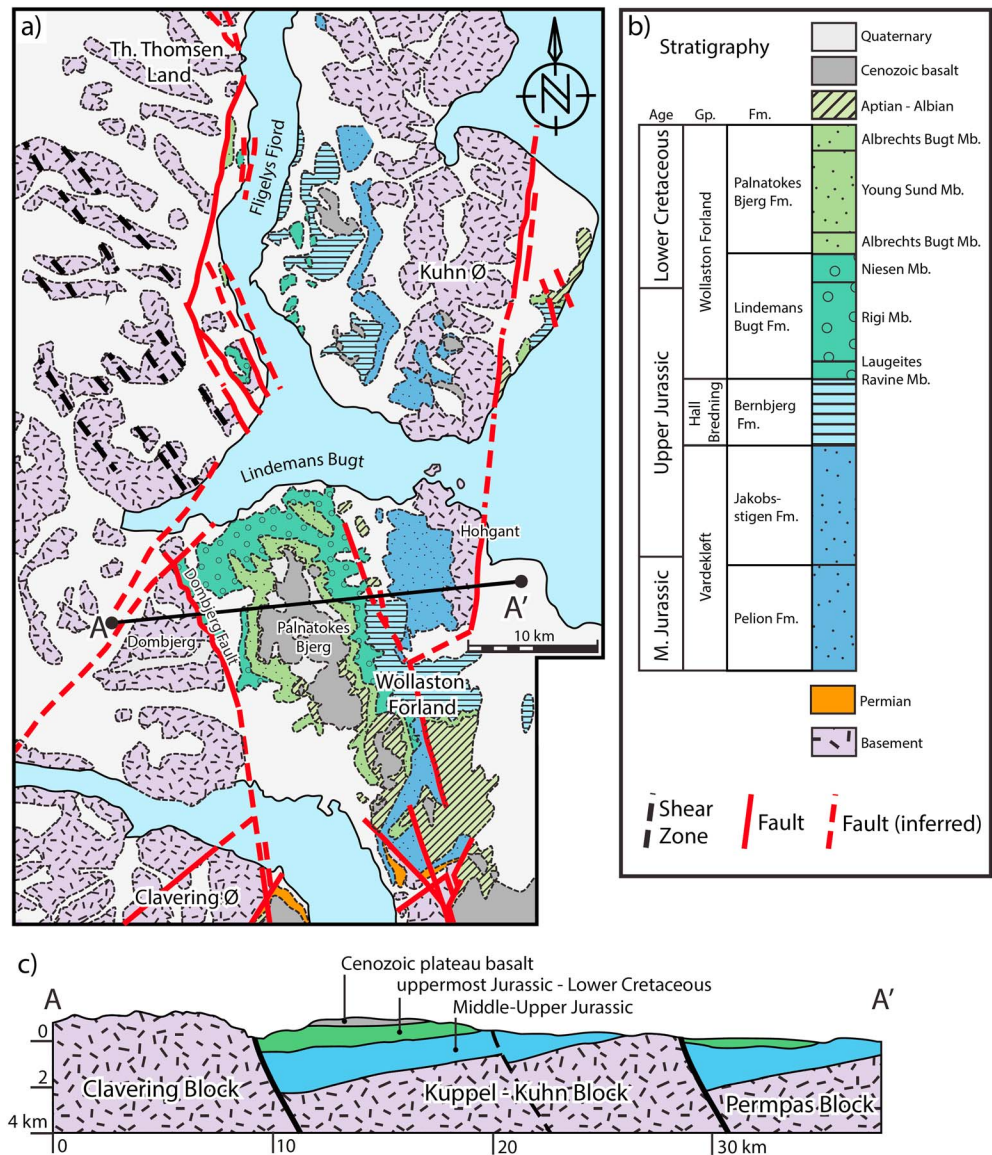 a)
Th. Thomsen
Land
N
Fligelys Fjord
Kuhn Ø
Lindemans Bugt
Hohgant
A
A'
Dombjerg Fault
Dombjerg
Palnatokes
Bjerg
10 km
Wollaston
Forland
Clavering Ø
b)
Stratigraphy
Quaternary
Cenozoic basalt
Aptian - Albian
Age
Gp.
Fm.
Lower Cretaceous
Upper Jurassic
M. Jurassic
Wollaston Forland
Hall
Bredning
Vardekløft
Palnatokes
Bjerg Fm.
Lindemans
Bugt Fm.
Bernbjerg
Fm.
Jakobs-
stigen Fm.
Pelion Fm.
Albrechts Bugt Mb.
Young Sund Mb.
Albrechts Bugt Mb.
Niesen Mb.
Rigi Mb.
Laugeites
Ravine Mb.
Permian
Basement
Shear
Zone
Fault
Fault (inferred)
c)
Cenozoic plateau basalt
uppermost Jurassic - Lower Cretaceous
Middle-Upper Jurassic
A
A'
0
2
4 km
Clavering Block
Kuppel - Kuhn Block
Permpas Block
0
10
20
30 km